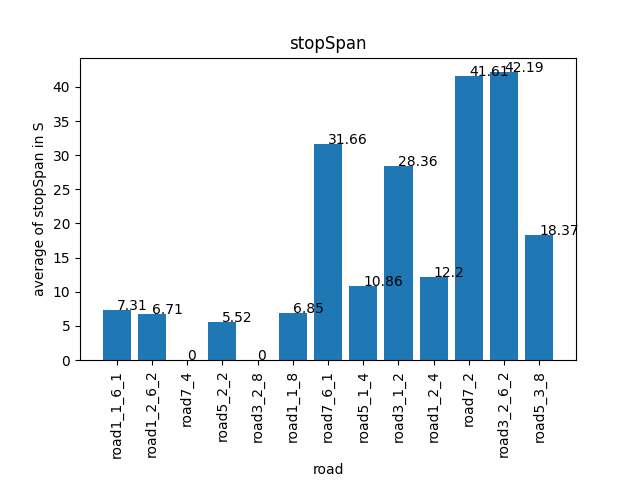 stopSpan
average of stopSpan in S
40
35
30
25
20
15
10
5
0
7.31
6.71
0
5.52
0
6.85
31.66
10.86
28.36
12.2
41.61
42.19
18.37
road1_1_6_1
road1_2_6_2
road7_4
road5_2_2
road3_2_8
road1_1_8
road7_6_1
road5_1_4
road3_1_2
road1_2_4
road7_2
road3_2_6_2
road5_3_8
road